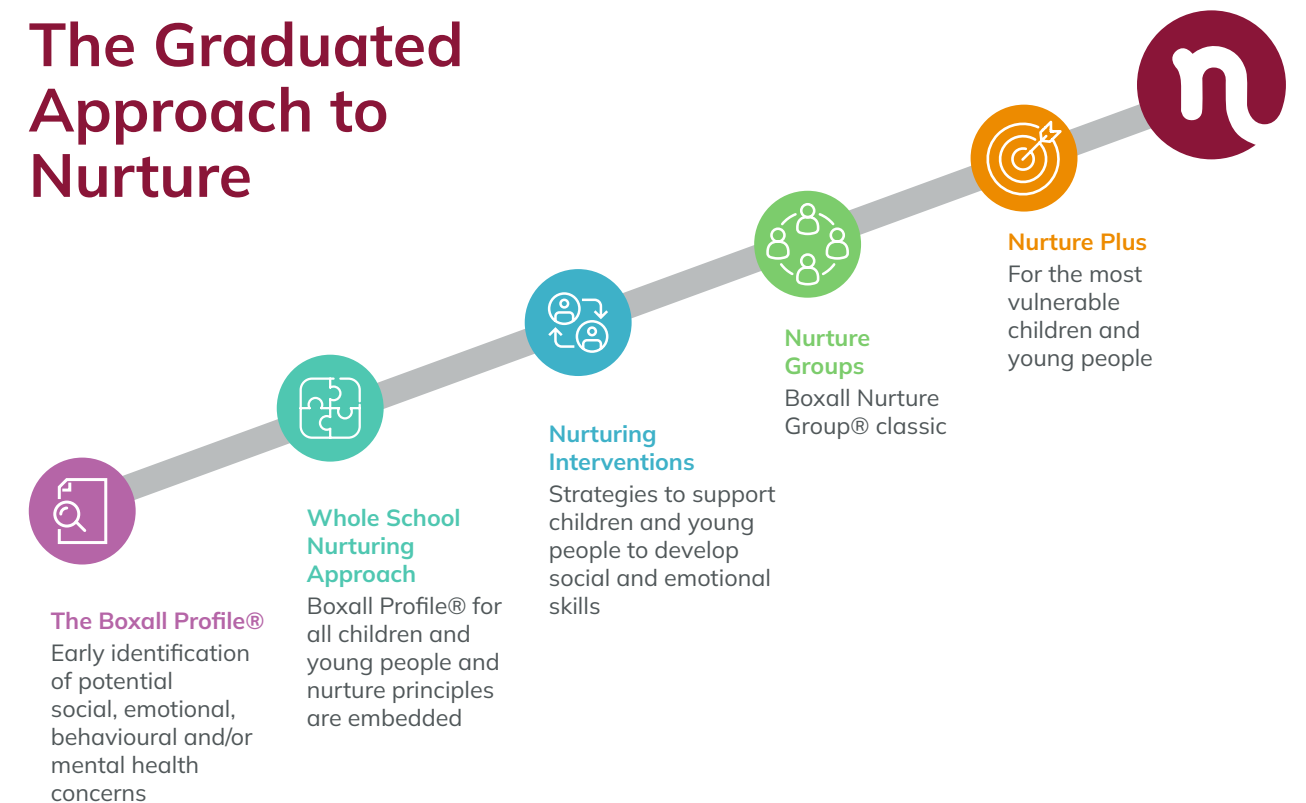 The Graduated
Approach to
Nurture
n
Nurture Plus
For the most
vulnerable
children and
young people
Nurture
Groups
Boxall Nurture
Group® classic
Nurturing
Interventions
Strategies to support
children and young
people to develop
social and emotional
skills
Whole School
Nurturing
Approach
Boxall Profile® for
all children and
young people and
nurture principles
are embedded
The Boxall Profile®
Early identification
of potential
social, emotional,
behavioural and/or
mental health
concerns